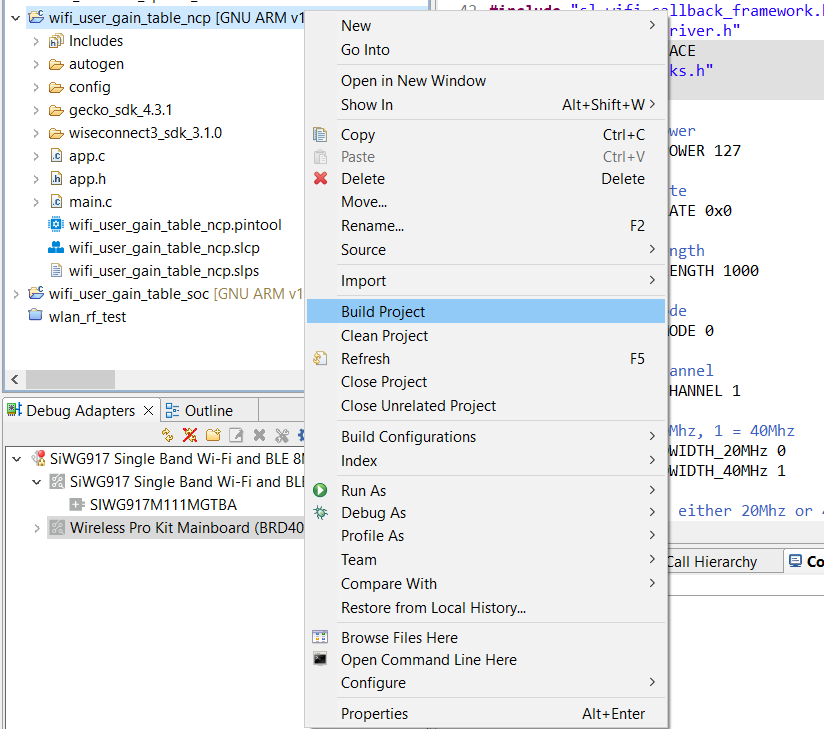 wifi_user_gain_table_ncp [GNU ARM v1
Includes
autogen
config
gecko_sdk_4.3.1
wiseconnect3_sdk_3.1.0
app.c
app.h
main.c
wifi_user_gain_table_ncp.pintool
wifi_user_gain_table_ncp.slcp
wifi_user_gain_table_ncp.slps
wifi_user_gain_table_soc [GNU ARM v1
wlan_rf_test
Debug Adapters
Outline
SiWG917 Single Band Wi-Fi and BLE 8M
SiWG917 Single Band Wi-Fi and BLE
SIWG917M111MGTBA
Wireless Pro Kit Mainboard (BRD40
New
Go Into
Open in New Window
Show In Alt+Shift+W
Copy Ctrl+C
Paste Ctrl+V
Delete Delete
Move...
Rename... F2
Source
Import
Build Project
Clean Project
Refresh F5
Close Project
Close Unrelated Project
Build Configurations
Index
Run As
Debug As
Profile As
Team
Compare With
Restore from Local History...
Browse Files Here
Open Command Line Here
Configure
Properties Alt+Enter
river.h"
ACE
ks.h"
wer
OWER 127
te
ATE 0x0
ngth
ENGTH 1000
de
ODE 0
annel
HANNEL 1
Mhz, 1 = 40Mhz
WIDTH_20MHz 0
WIDTH_40MHz 1
either 20Mhz or 4
Call Hierarchy
Co